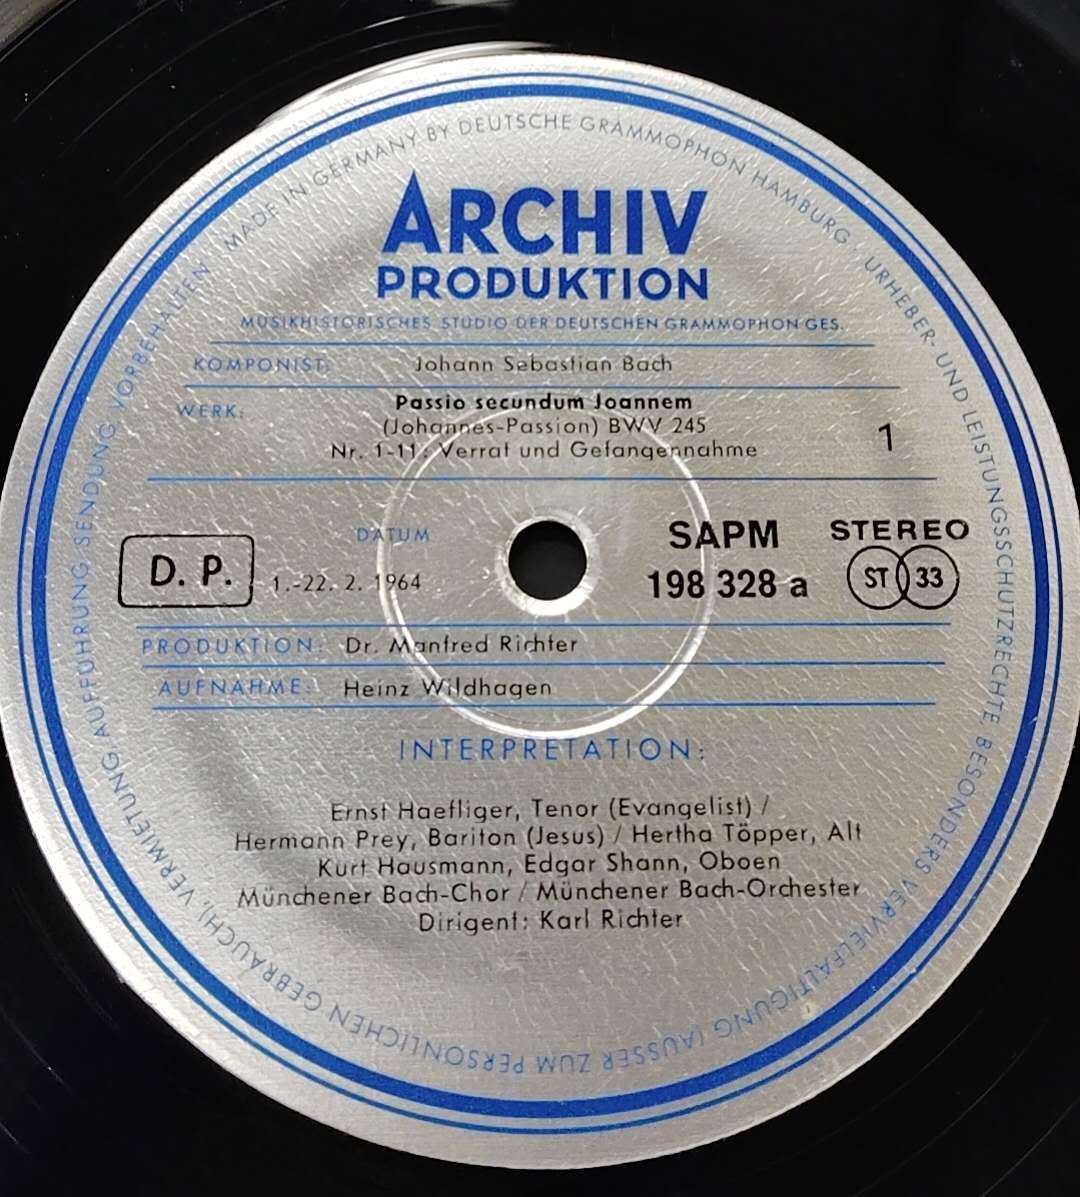 MADE IN GERMANY BY DEUTSCHE GRAMMOPHON HAMBURG · URHEBER- UND LEISTUNGSSCHUTZRECHTE BESONDERS VERVIELFÄLTIGUNG (AUSSER ZUM PERSÖNLICHEN GEBRAUCH), VERMIETUNG AUFFÜHRUNG, SENDUNG VORBEHALTEN ·
ARCHIV
PRODUKTION
MUSIKHISTORISCHES STUDIO DER DEUTSCHEN GRAMMOPHON GES.
KOMPONIST: Johann Sebastian Bach
WERK: Passio secundum Joannem
(Johannes-Passion) BWV 245
Nr. 1-11: Verrat und Gefangennahme 1
DATUM SAPM STEREO
D. P. 1.-22. 2. 1964 198 328 a ST 33
PRODUKTION: Dr. Manfred Richter
AUFNAHME: Heinz Wildhagen
INTERPRETATION:
Ernst Haefliger, Tenor (Evangelist) /
Hermann Prey, Bariton (Jesus) / Hertha Töpper, Alt
Kurt Hausmann, Edgar Shann, Oboen
Münchener Bach-Chor / Münchener Bach-Orchester
Dirigent: Karl Richter